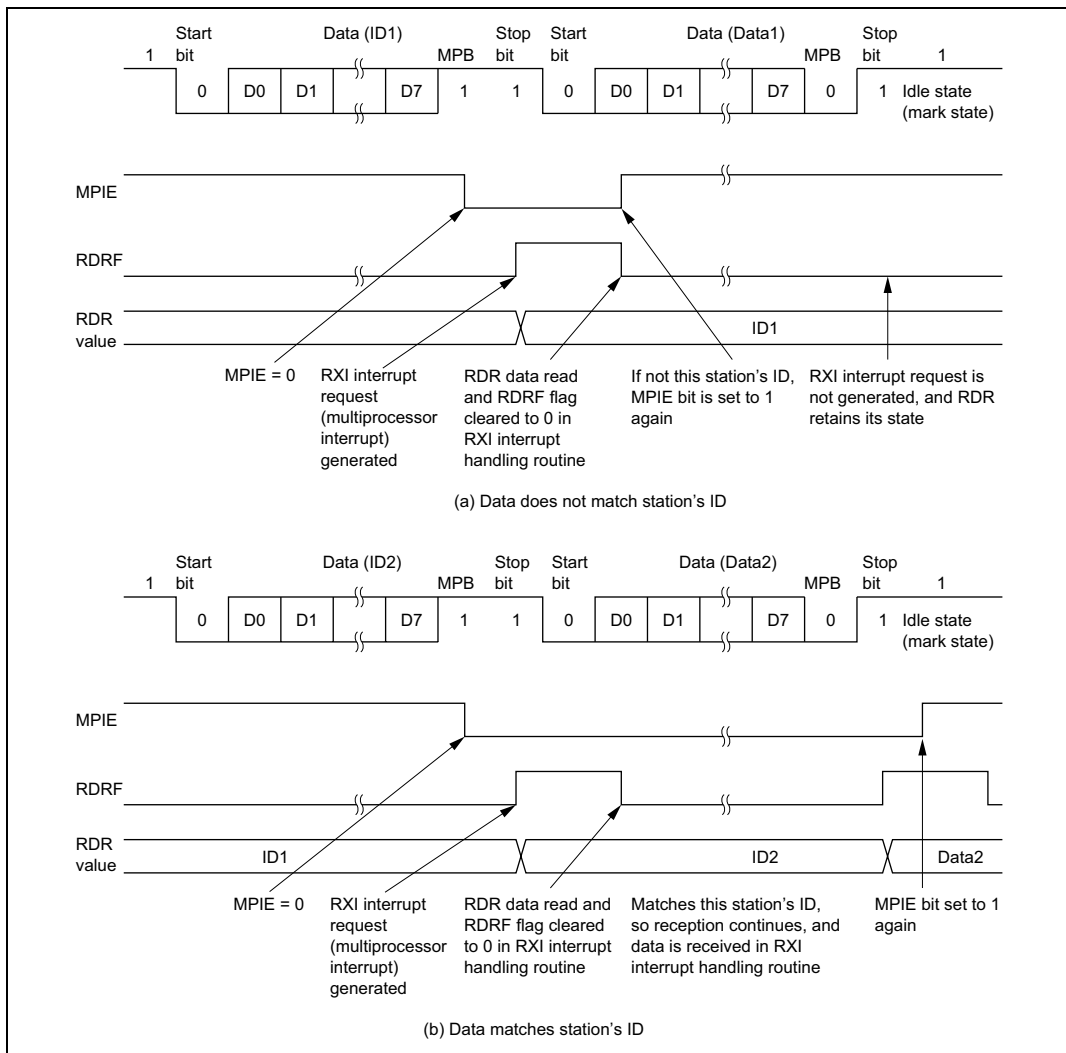 Start bit Data (ID1) Stop bit Start bit Data (Data1) Stop bit
1 MPB MPB 1
0 D0 D1 D7 1 1 0 D0 D1 D7 0 1 Idle state (mark state)
MPIE
RDRF
RDR value
ID1
MPIE = 0
RXI interrupt
request
(multiprocessor
interrupt)
generated
RDR data read
and RDRF flag
cleared to 0 in
RXI interrupt
handling routine
If not this station's ID,
MPIE bit is set to 1
again
RXI interrupt request is
not generated, and RDR
retains its state
(a) Data does not match station's ID
Start bit Data (ID2) Stop bit Start bit Data (Data2) Stop bit
1 MPB MPB 1
0 D0 D1 D7 1 1 0 D0 D1 D7 0 1 Idle state (mark state)
MPIE
RDRF
RDR value
ID1 ID2 Data2
MPIE = 0
RXI interrupt
request
(multiprocessor
interrupt)
generated
RDR data read and
RDRF flag cleared
to 0 in RXI interrupt
handling routine
Matches this station's ID,
so reception continues, and
data is received in RXI
interrupt handling routine
MPIE bit set to 1
again
(b) Data matches station's ID